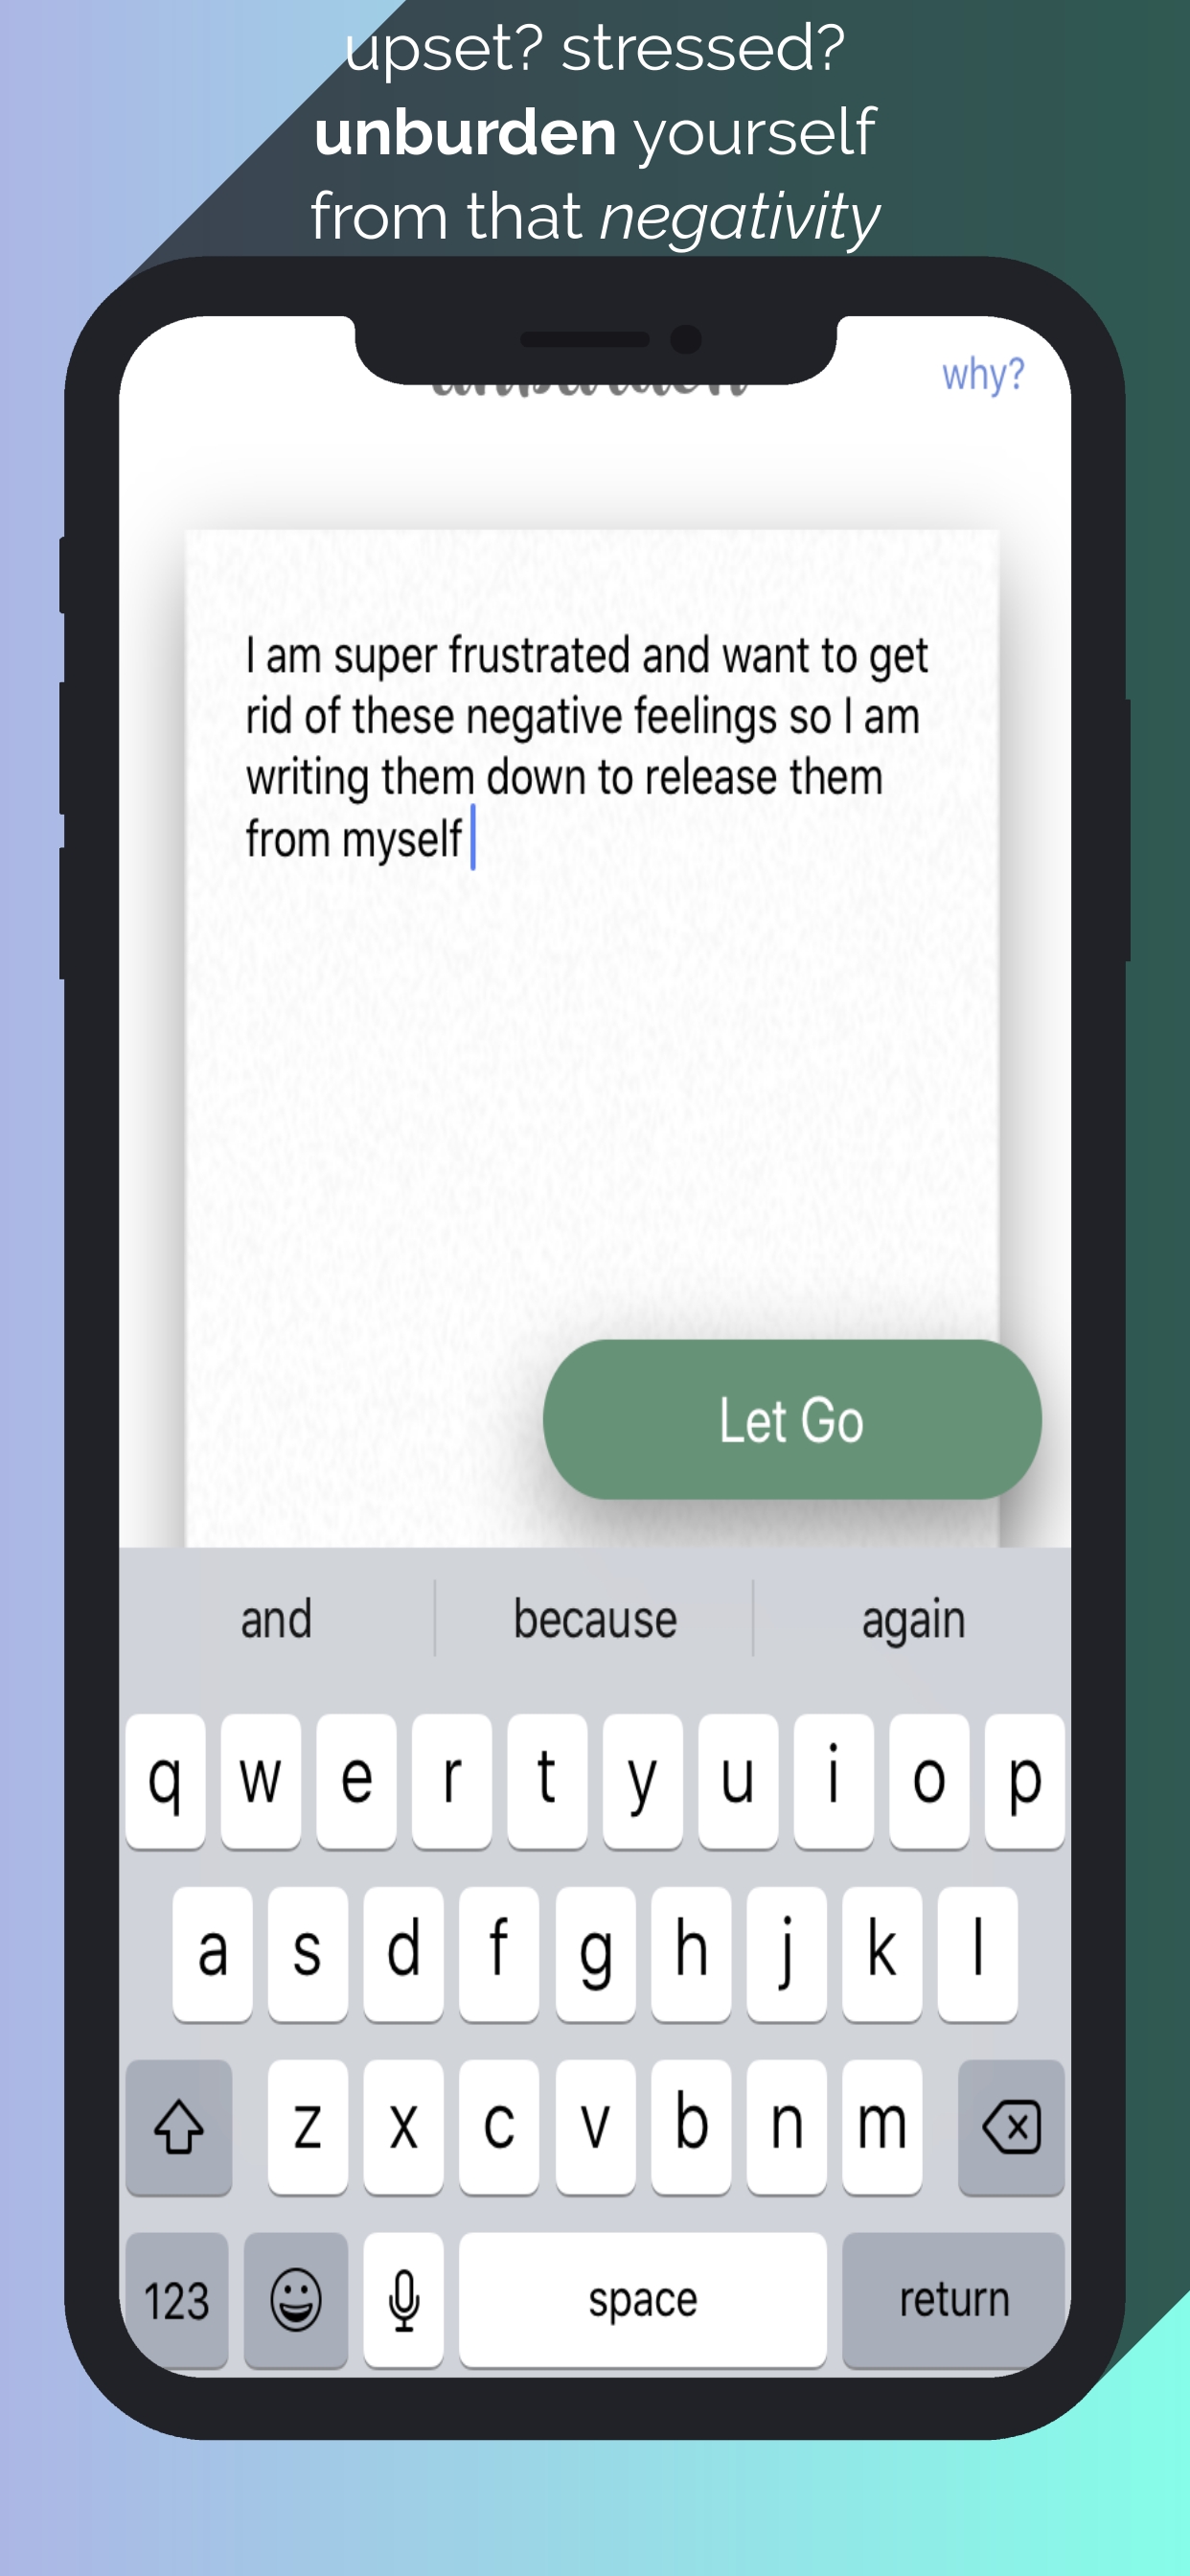 upset? stressed?
unburden yourself
from that negativity
why?
I am super frustrated and want to get
rid of these negative feelings so I am
writing them down to release them
from myself
Let Go
and because again
q w e r t y u i o p
a s d f g h j k l
z x c v b n m
123 space return